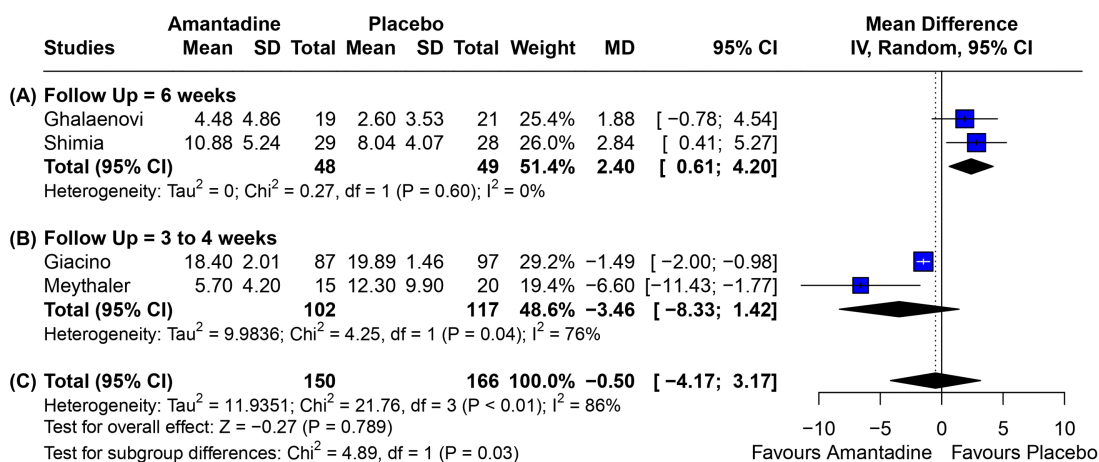 Amantadine Placebo Mean Difference
Studies Mean SD Total Mean SD Total Weight MD 95% CI IV, Random, 95% CI
(A) Follow Up = 6 weeks
Ghalaenovi 4.48 4.86 19 2.60 3.53 21 25.4% 1.88 [ −0.78; 4.54]
Shimia 10.88 5.24 29 8.04 4.07 28 26.0% 2.84 [ 0.41; 5.27]
Total (95% CI) 48 49 51.4% 2.40 [ 0.61; 4.20]
Heterogeneity: Tau² = 0; Chi² = 0.27, df = 1 (P = 0.60); I² = 0%
(B) Follow Up = 3 to 4 weeks
Giacino 18.40 2.01 87 19.89 1.46 97 29.2% −1.49 [ −2.00; −0.98]
Meythaler 5.70 4.20 15 12.30 9.90 20 19.4% −6.60 [−11.43; −1.77]
Total (95% CI) 102 117 48.6% −3.46 [ −8.33; 1.42]
Heterogeneity: Tau² = 9.9836; Chi² = 4.25, df = 1 (P = 0.04); I² = 76%
(C) Total (95% CI) 150 166 100.0% −0.50 [ −4.17; 3.17]
Heterogeneity: Tau² = 11.9351; Chi² = 21.76, df = 3 (P < 0.01); I² = 86%
Test for overall effect: Z = −0.27 (P = 0.789)
−10 −5 0 5 10
Test for subgroup differences: Chi² = 4.89, df = 1 (P = 0.03)
Favours Amantadine Favours Placebo